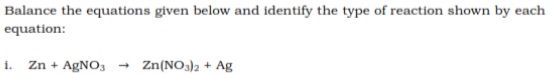 Balance the equations given below and identify the type of reaction shown by each
equation:
i. Zn + AgNO₃ → Zn(NO₃)₂ + Ag